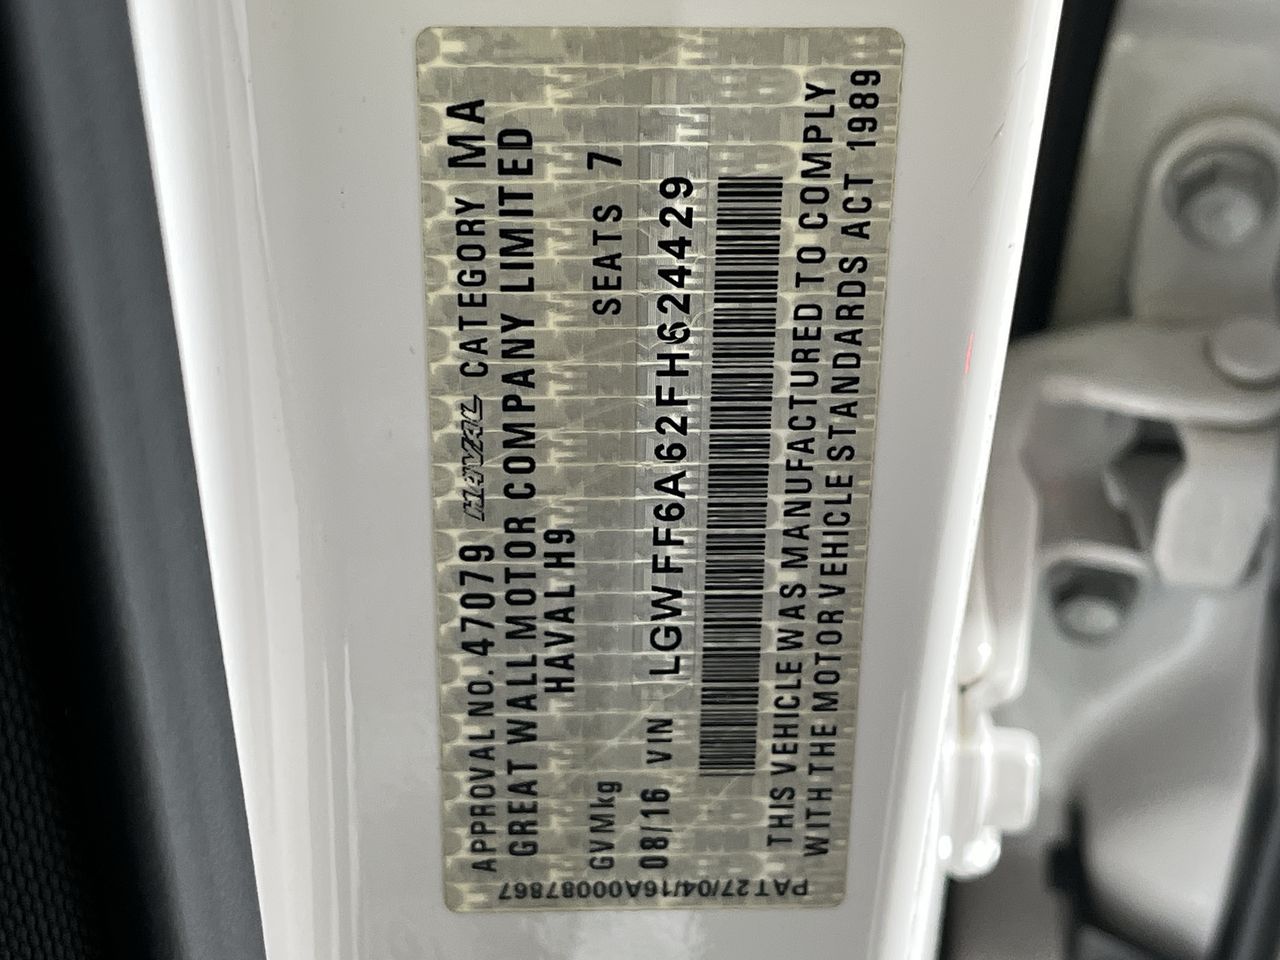 APPROVAL NO. 47079 HAVAL CATEGORY MA
GREAT WALL MOTOR COMPANY LIMITED
HAVAL H9
GVMkg SEATS 7
08/16 VIN LGWFF6A62FH624429
THIS VEHICLE WAS MANUFACTURED TO COMPLY
WITH THE MOTOR VEHICLE STANDARDS ACT 1989
PAT27/04/16A00087867